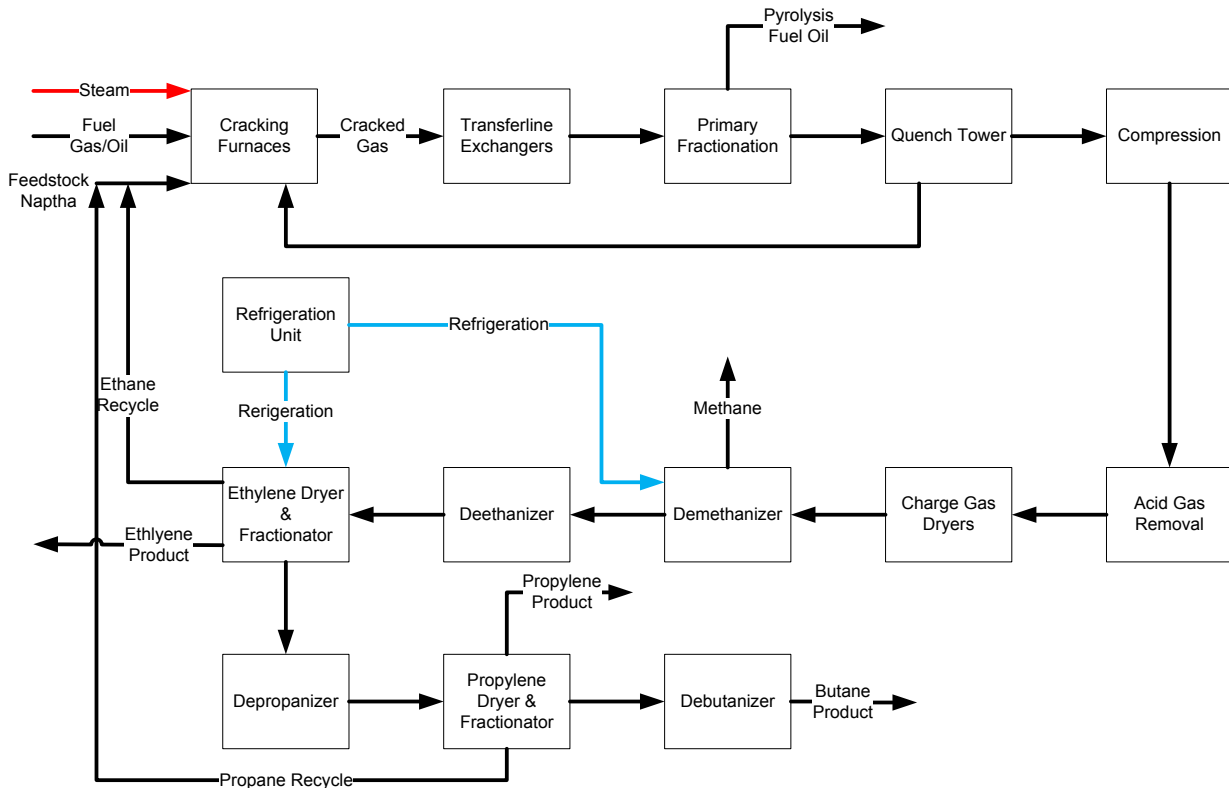 Pyrolysis
Fuel Oil
Steam
Fuel
Gas/Oil
Feedstock
Naptha
Cracking
Furnaces
Cracked
Gas
Transferline
Exchangers
Primary
Fractionation
Quench Tower
Compression
Refrigeration
Unit
Refrigeration
Ethane
Recycle
Rerigeration
Methane
Ethylene Dryer
&
Fractionator
Deethanizer
Demethanizer
Charge Gas
Dryers
Acid Gas
Removal
Ethlyene
Product
Propylene
Product
Depropanizer
Propylene
Dryer &
Fractionator
Debutanizer
Butane
Product
Propane Recycle